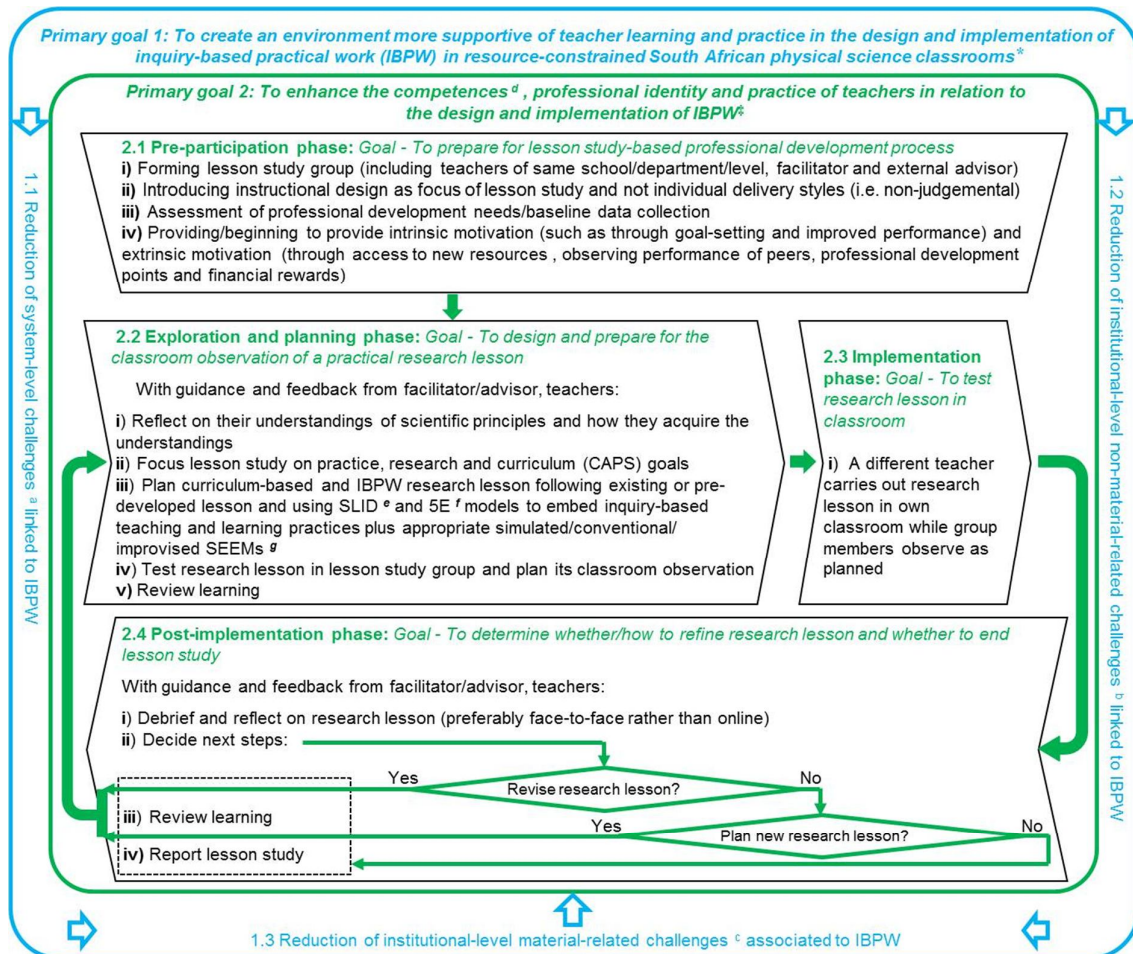 Primary goal 1: To create an environment more supportive of teacher learning and practice in the design and implementation of
inquiry-based practical work (IBPW) in resource-constrained South African physical science classrooms*
Primary goal 2: To enhance the competences d , professional identity and practice of teachers in relation to
the design and implementation of IBPW‡
1.1 Reduction of system-level challenges a linked to IBPW
2.1 Pre-participation phase: Goal - To prepare for lesson study-based professional development process
i) Forming lesson study group (including teachers of same school/department/level, facilitator and external advisor)
ii) Introducing instructional design as focus of lesson study and not individual delivery styles (i.e. non-judgemental)
iii) Assessment of professional development needs/baseline data collection
iv) Providing/beginning to provide intrinsic motivation (such as through goal-setting and improved performance) and
extrinsic motivation (through access to new resources , observing performance of peers, professional development
points and financial rewards)
2.2 Exploration and planning phase: Goal - To design and prepare for the
classroom observation of a practical research lesson
With guidance and feedback from facilitator/advisor, teachers:
i) Reflect on their understandings of scientific principles and how they acquire the
understandings
ii) Focus lesson study on practice, research and curriculum (CAPS) goals
iii) Plan curriculum-based and IBPW research lesson following existing or pre-
developed lesson and using SLID e and 5E f models to embed inquiry-based
teaching and learning practices plus appropriate simulated/conventional/
improvised SEEMs g
iv) Test research lesson in lesson study group and plan its classroom observation
v) Review learning
2.3 Implementation
phase: Goal - To test
research lesson in
classroom
i) A different teacher
carries out research
lesson in own
classroom while group
members observe as
planned
2.4 Post-implementation phase: Goal - To determine whether/how to refine research lesson and whether to end
lesson study
With guidance and feedback from facilitator/advisor, teachers:
i) Debrief and reflect on research lesson (preferably face-to-face rather than online)
ii) Decide next steps:
Yes
Revise research lesson?
No
iii) Review learning
Yes
Plan new research lesson?
No
iv) Report lesson study
1.2 Reduction of institutional-level non-material-related challenges b linked to IBPW
1.3 Reduction of institutional-level material-related challenges c associated to IBPW